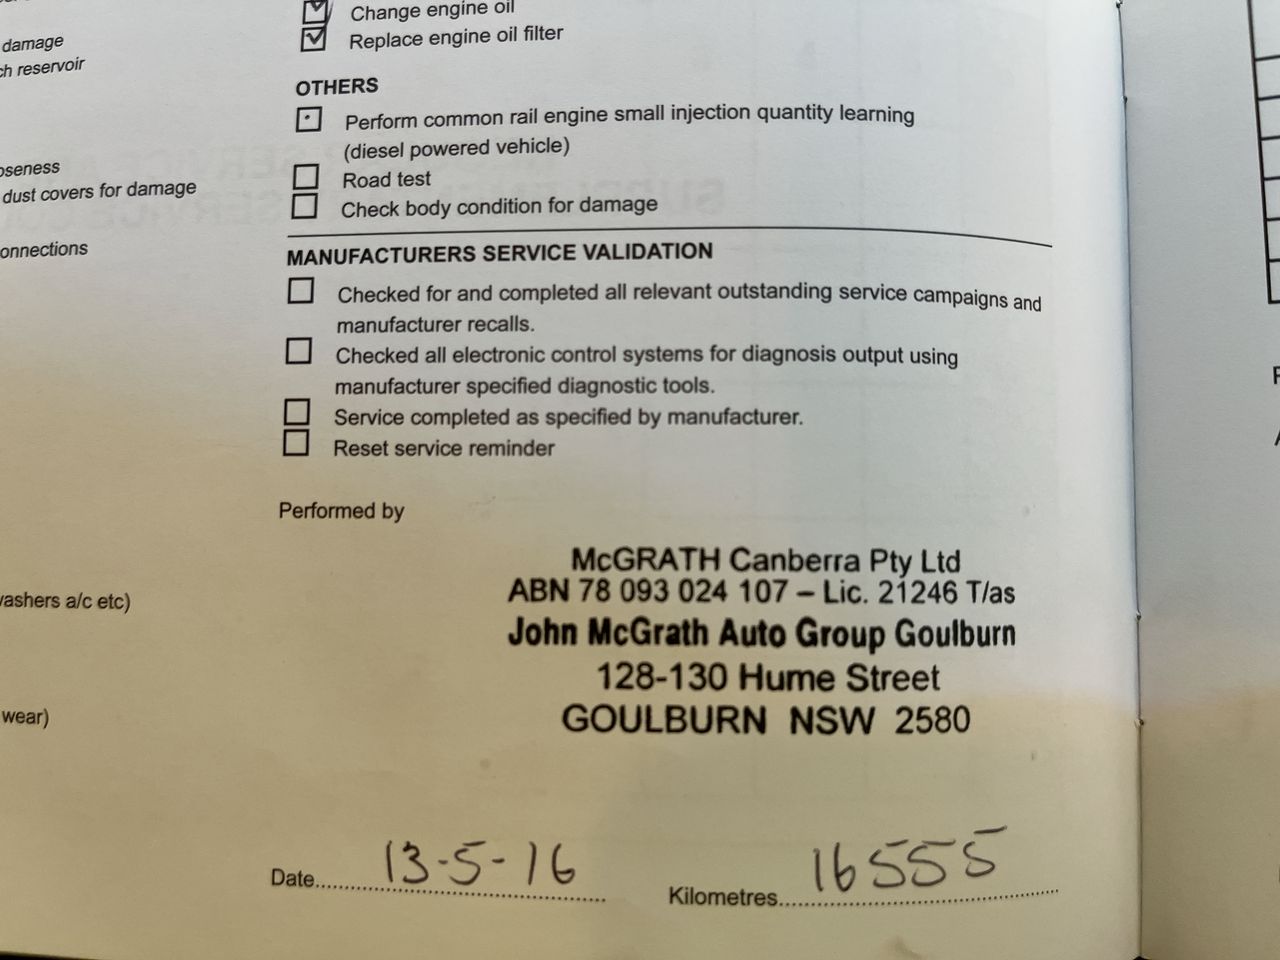 damage
ch reservoir
oseness
dust covers for damage
onnections
washers a/c etc)
wear)
Change engine oil
Replace engine oil filter
OTHERS
Perform common rail engine small injection quantity learning
(diesel powered vehicle)
Road test
Check body condition for damage
MANUFACTURERS SERVICE VALIDATION
Checked for and completed all relevant outstanding service campaigns and
manufacturer recalls.
Checked all electronic control systems for diagnosis output using
manufacturer specified diagnostic tools.
Service completed as specified by manufacturer.
Reset service reminder
Performed by
McGRATH Canberra Pty Ltd
ABN 78 093 024 107 – Lic. 21246 T/as
John McGrath Auto Group Goulburn
128-130 Hume Street
GOULBURN NSW 2580
Date 13-5-16
Kilometres 16555